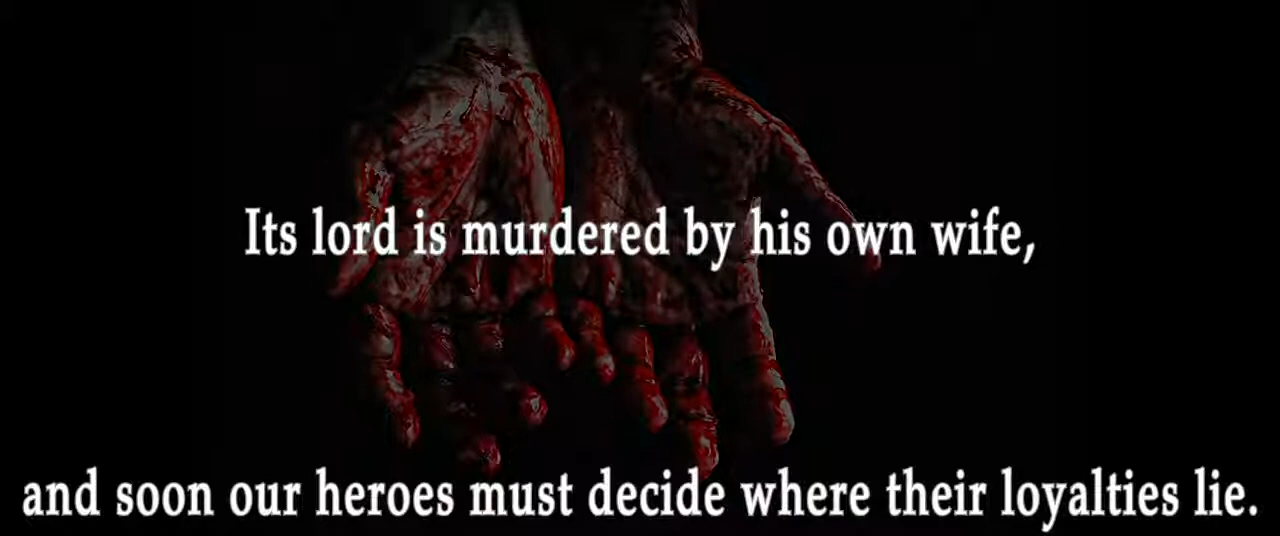 Its lord is murdered by his own wife,
and soon our heroes must decide where their loyalties lie.